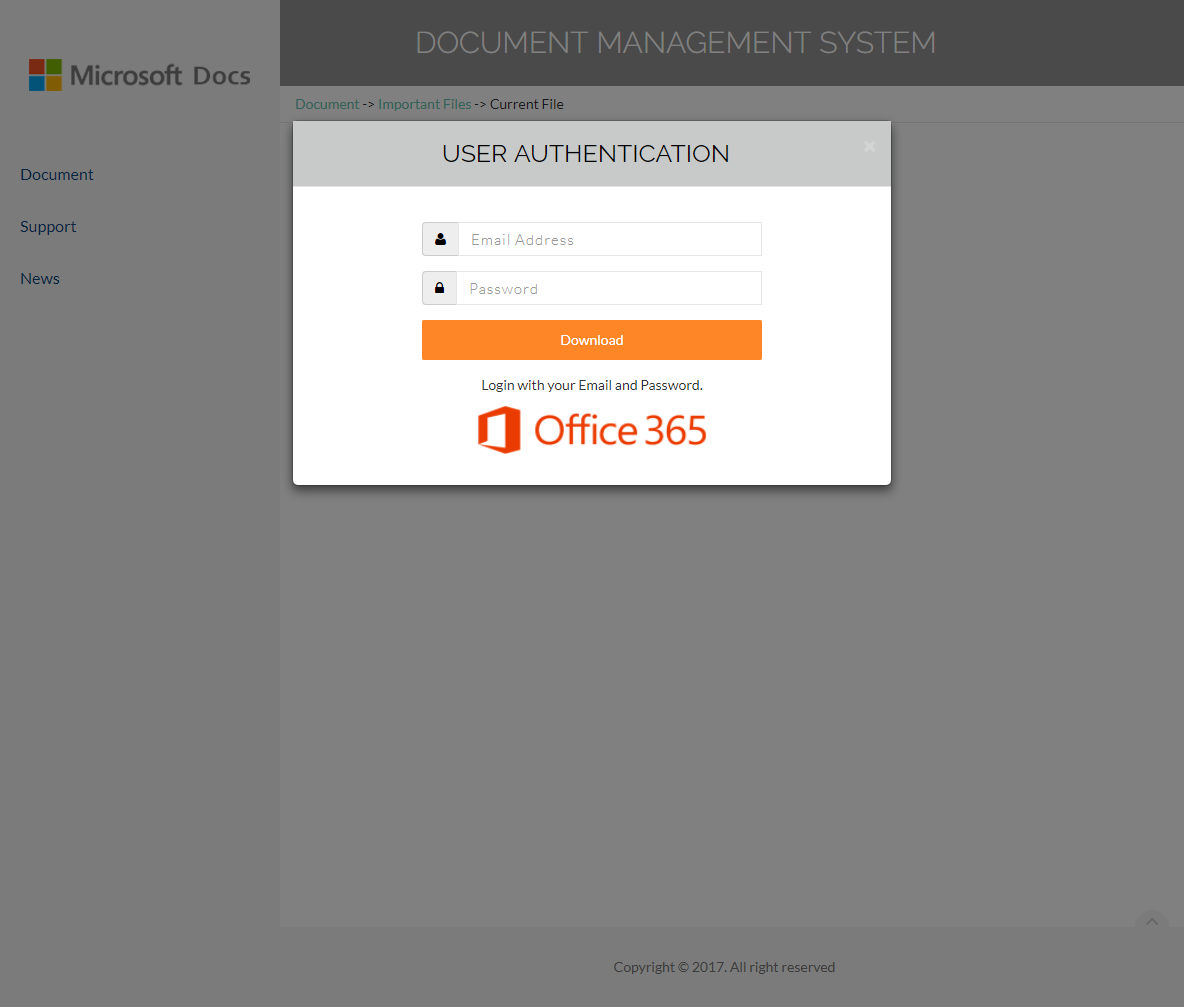 Microsoft Docs
DOCUMENT MANAGEMENT SYSTEM
Document -> Important Files -> Current File
Document
Support
News
USER AUTHENTICATION
Email Address
Password
Download
Login with your Email and Password.
Office 365
Copyright © 2017. All right reserved